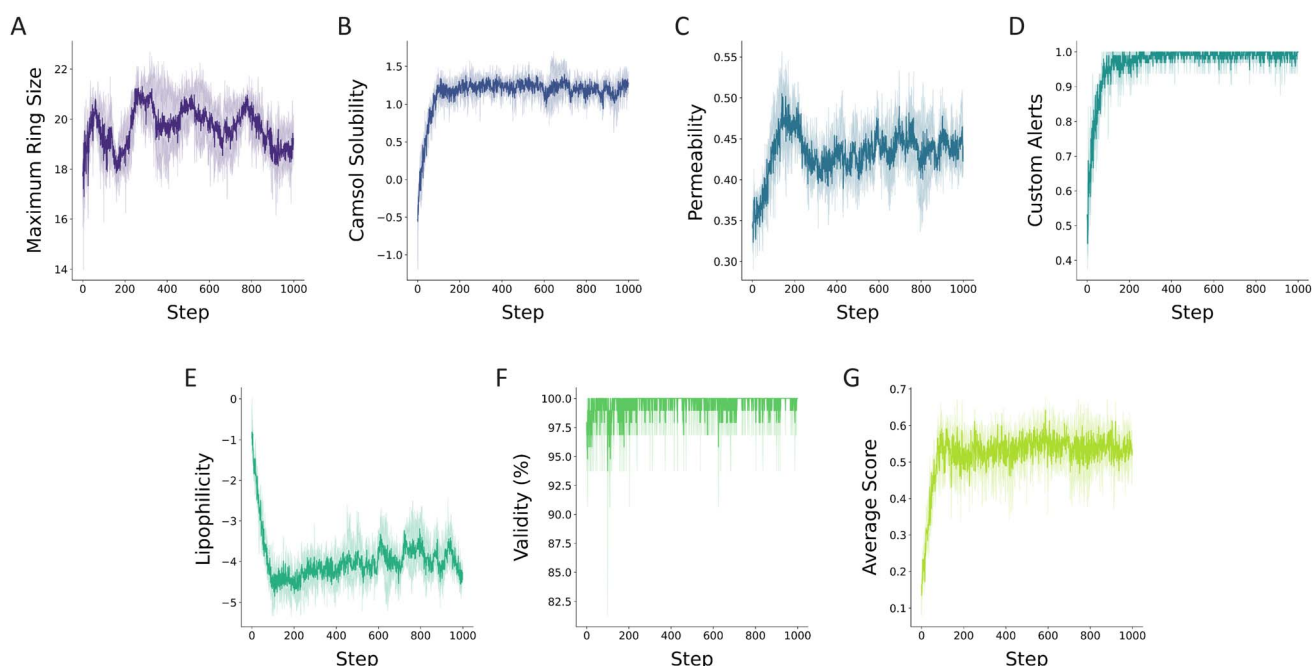 A
Maximum Ring Size
22
20
18
16
14
0 200 400 600 800 1000
Step
B
Camsol Solubility
1.5
1.0
0.5
0.0
−0.5
−1.0
0 200 400 600 800 1000
Step
C
Permeability
0.55
0.50
0.45
0.40
0.35
0.30
0 200 400 600 800 1000
Step
D
Custom Alerts
1.0
0.9
0.8
0.7
0.6
0.5
0.4
0 200 400 600 800 1000
Step
E
Lipophilicity
0
−1
−2
−3
−4
−5
0 200 400 600 800 1000
Step
F
Validity (%)
100.0
97.5
95.0
92.5
90.0
87.5
85.0
82.5
0 200 400 600 800 1000
Step
G
Average Score
0.7
0.6
0.5
0.4
0.3
0.2
0.1
0 200 400 600 800 1000
Step